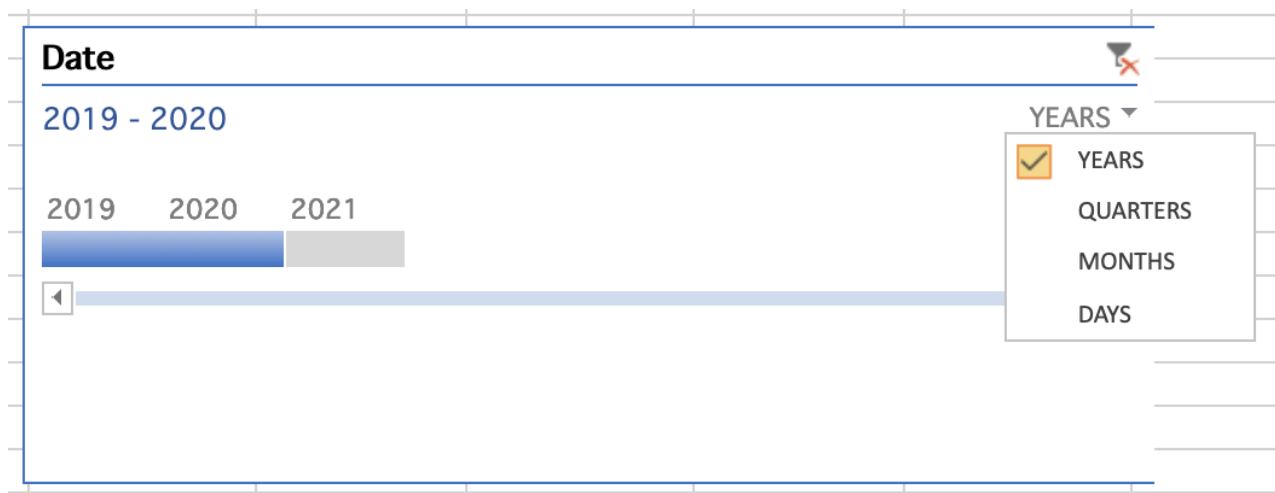 Date
2019 - 2020
YEARS
YEARS
QUARTERS
MONTHS
DAYS
2019 2020 2021